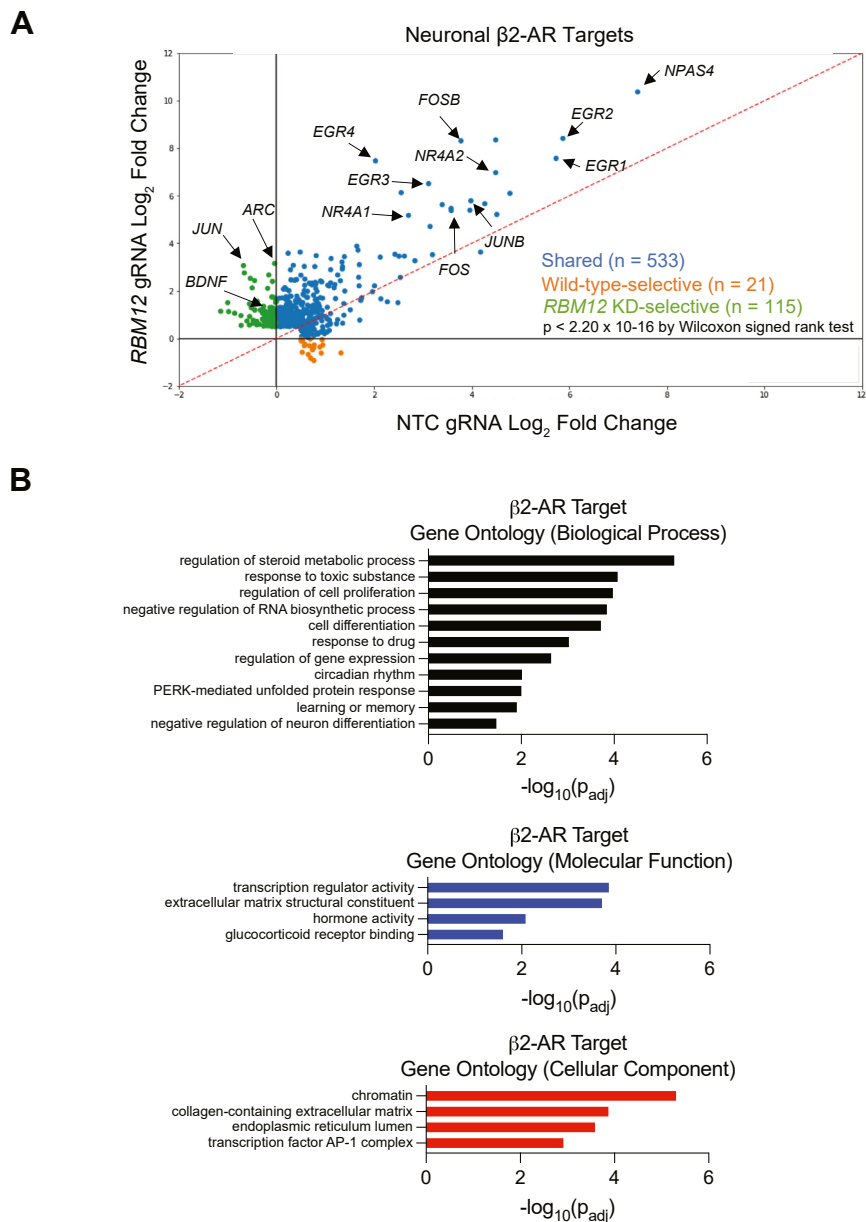 A
Neuronal β2-AR Targets
RBM12 gRNA Log2 Fold Change
12
10
8
6
4
2
0
−2
NPAS4
FOSB
EGR2
EGR4
NR4A2
EGR1
EGR3
ARC
NR4A1
JUN
JUNB
FOS
BDNF
Shared (n = 533)
Wild-type-selective (n = 21)
RBM12 KD-selective (n = 115)
p < 2.20 x 10-16 by Wilcoxon signed rank test
−2 0 2 4 6 8 10 12
NTC gRNA Log2 Fold Change
B
β2-AR Target
Gene Ontology (Biological Process)
regulation of steroid metabolic process
response to toxic substance
regulation of cell proliferation
negative regulation of RNA biosynthetic process
cell differentiation
response to drug
regulation of gene expression
circadian rhythm
PERK-mediated unfolded protein response
learning or memory
negative regulation of neuron differentiation
0 2 4 6
-log10(padj)
β2-AR Target
Gene Ontology (Molecular Function)
transcription regulator activity
extracellular matrix structural constituent
hormone activity
glucocorticoid receptor binding
0 2 4 6
-log10(padj)
β2-AR Target
Gene Ontology (Cellular Component)
chromatin
collagen-containing extracellular matrix
endoplasmic reticulum lumen
transcription factor AP-1 complex
0 2 4 6
-log10(padj)